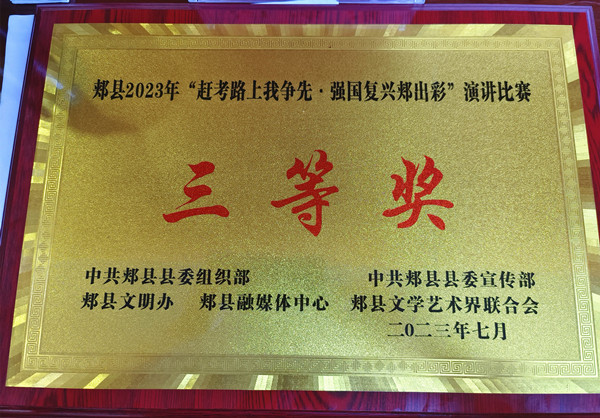 郏县2023年“赶考路上我争先·强国复兴郏出彩”演讲比赛
三等奖
中共郏县县委组织部 中共郏县县委宣传部
郏县文明办 郏县融媒体中心 郏县文学艺术界联合会
二〇二三年七月